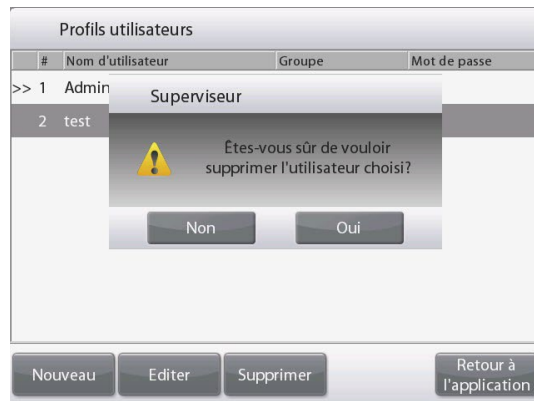 Profils utilisateurs
# Nom d'utilisateur Groupe Mot de passe
>> 1 Admin
2 test
Superviseur
Êtes-vous sûr de vouloir
supprimer l'utilisateur choisi?
Non Oui
Nouveau Editer Supprimer Retour à
l'application